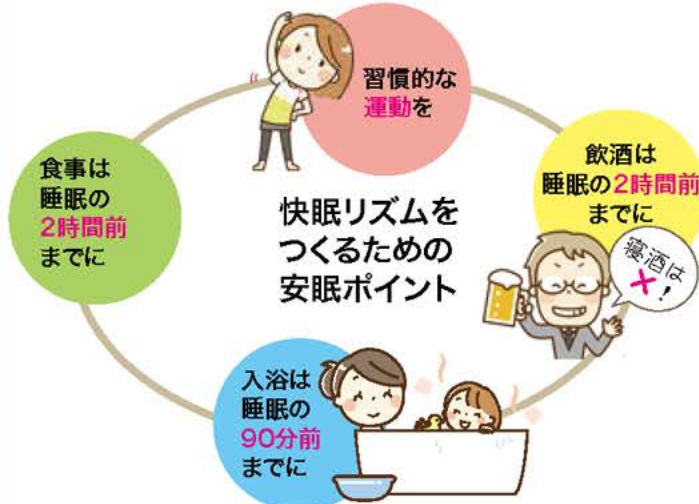 習慣的な
運動を
食事は
睡眠の
2時間前
までに
飲酒は
睡眠の2時間前
までに
快眠リズムを
つくるための
安眠ポイント
寝酒は
×!
入浴は
睡眠の
90分前
までに